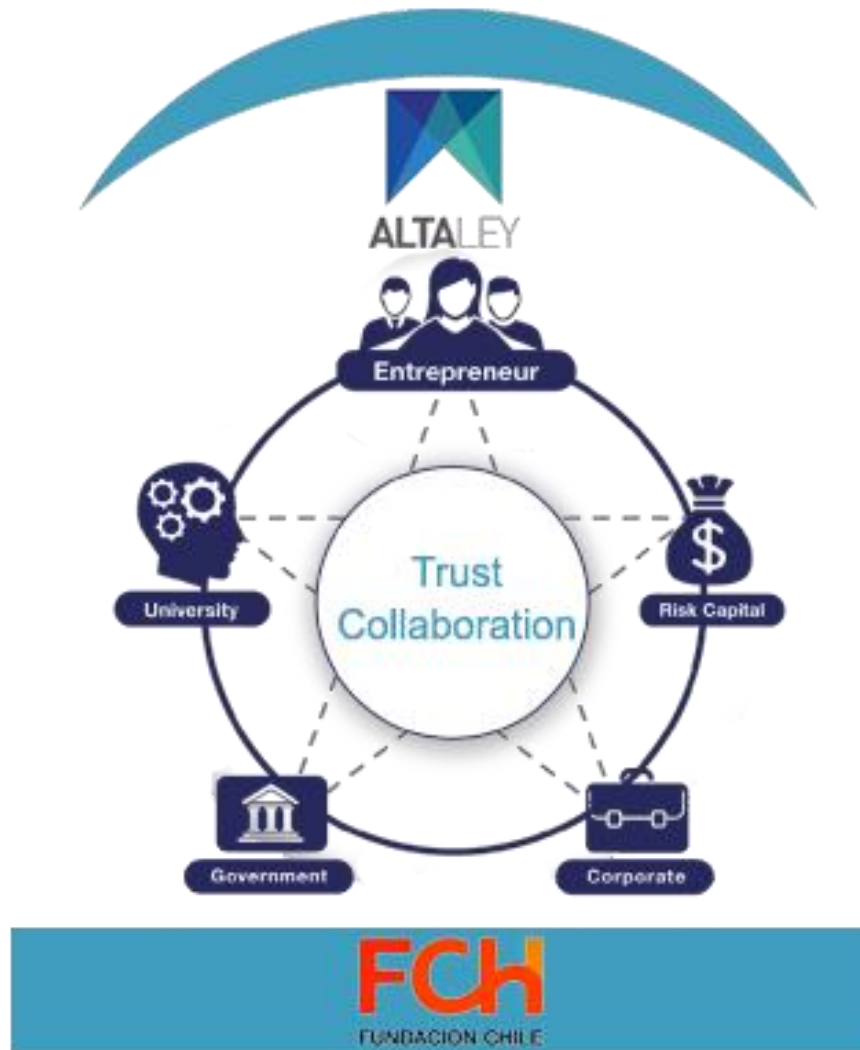 ALTALEY
Entrepreneur
University
$
Risk Capital
Trust
Collaboration
Government
Corporate
FCh
FUNDACION CHILE